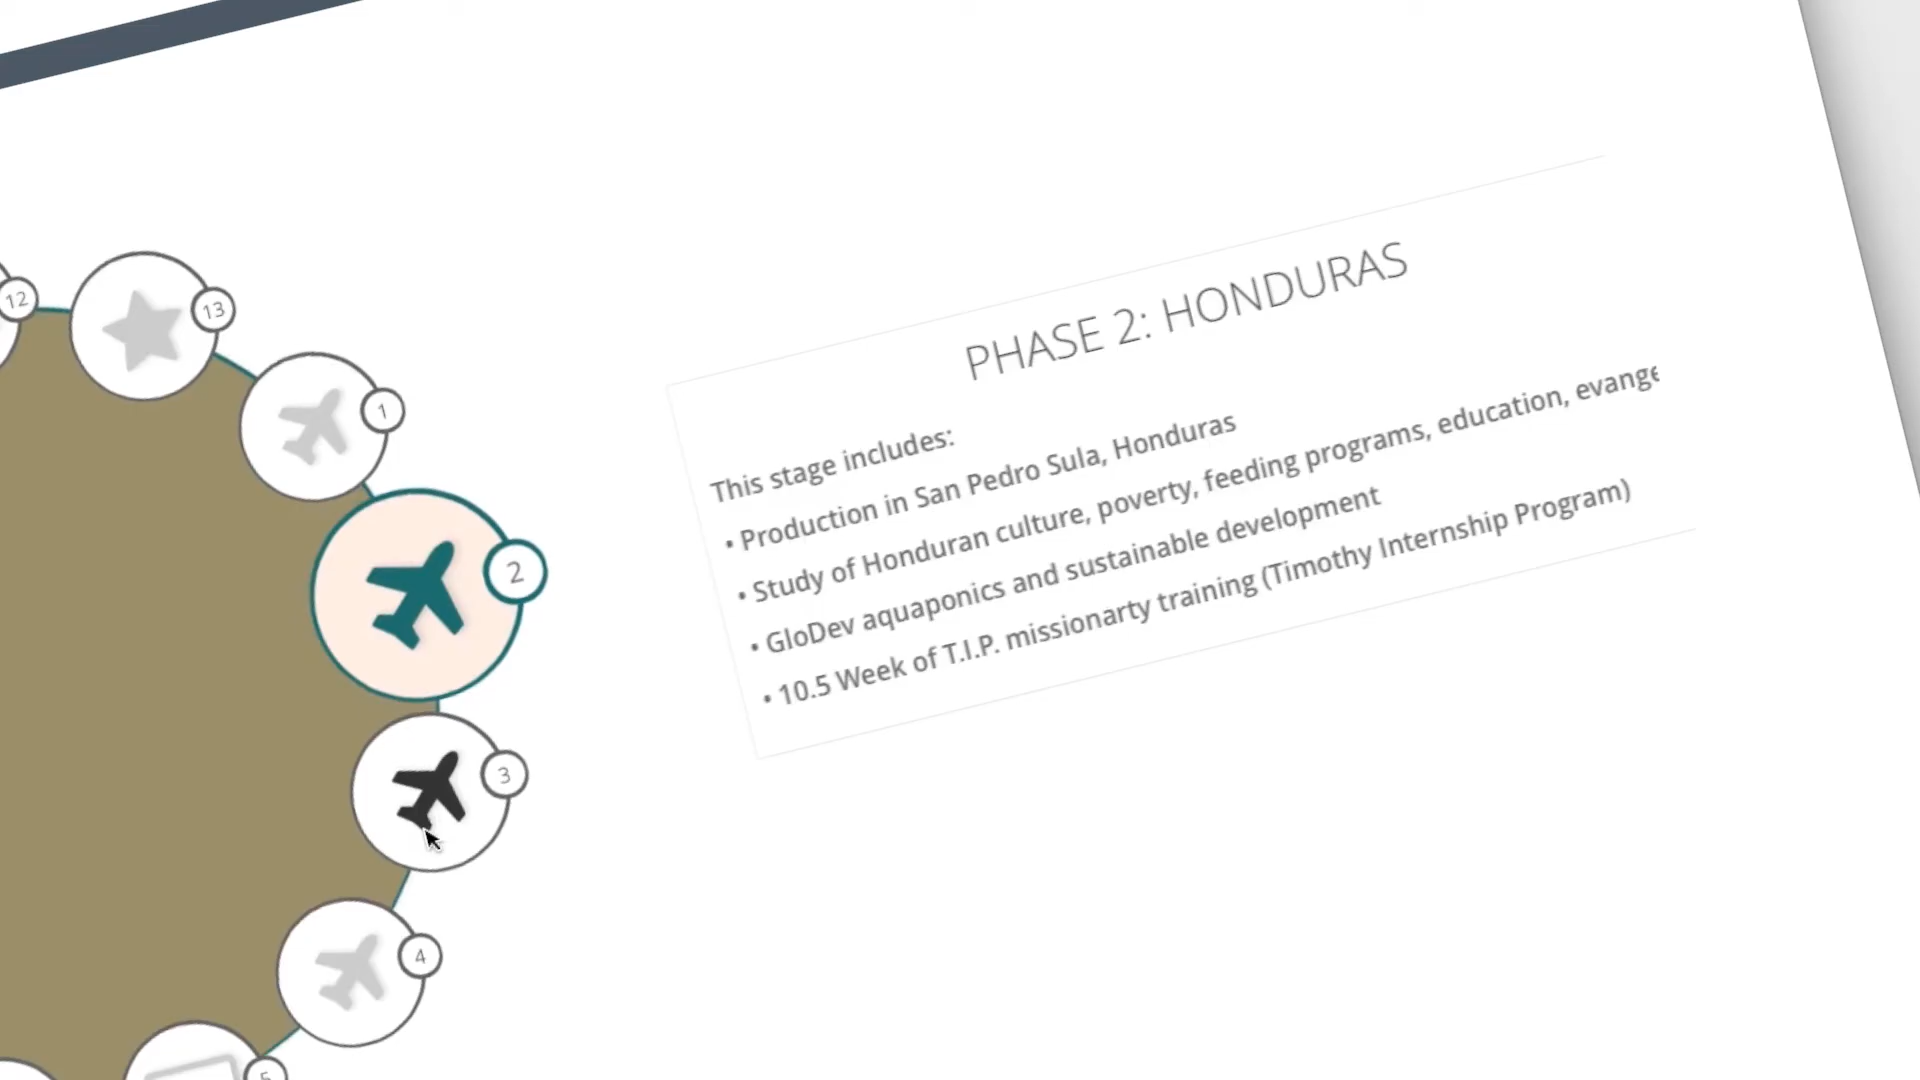 PHASE 2: HONDURAS
This stage includes:
• Production in San Pedro Sula, Honduras
• Study of Honduran culture, poverty, feeding programs, education,
• GloDev aquaponics and sustainable development
• 10.5 Week of T.I.P. missionarty training (Timothy Internship Program)
12
13
1
2
3
4
5